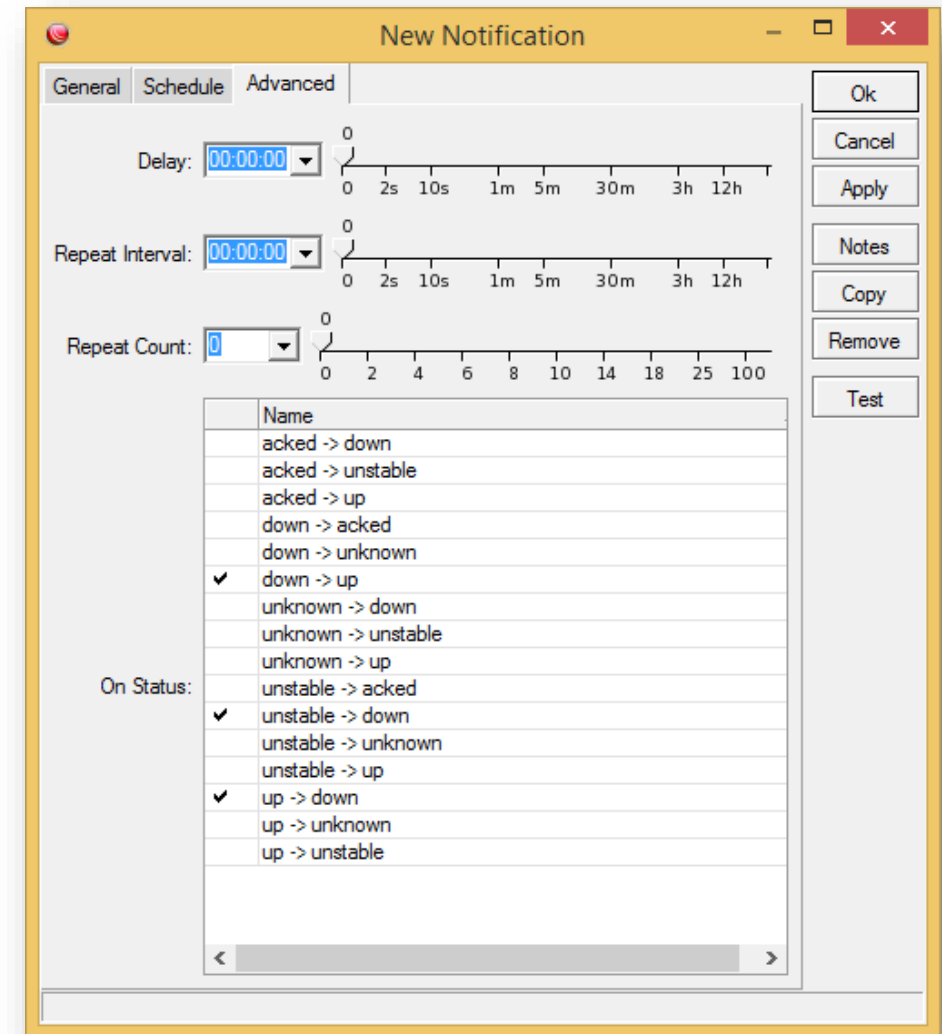 New Notification
General Schedule Advanced
Ok
Cancel
Apply
Notes
Copy
Remove
Test
0
Delay: 00:00:00
0 2s 10s 1m 5m 30m 3h 12h
0
Repeat Interval: 00:00:00
0 2s 10s 1m 5m 30m 3h 12h
0
Repeat Count: 0
0 2 4 6 8 10 14 18 25 100
Name
acked -> down
acked -> unstable
acked -> up
down -> acked
down -> unknown
down -> up
unknown -> down
unknown -> unstable
unknown -> up
On Status:
unstable -> acked
unstable -> down
unstable -> unknown
unstable -> up
up -> down
up -> unknown
up -> unstable